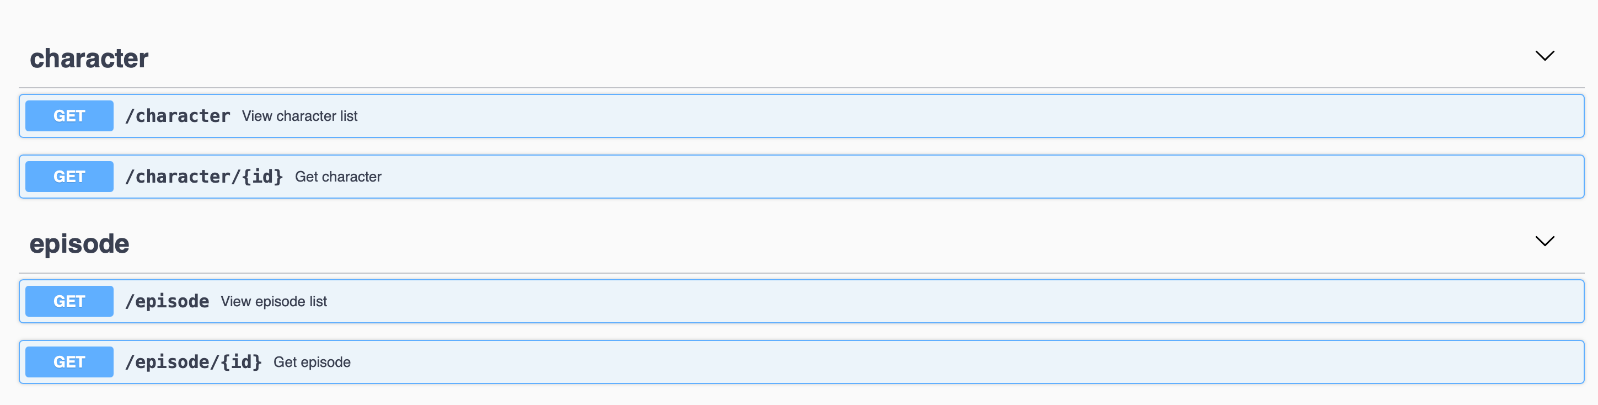 character
GET /character View character list
GET /character/{id} Get character
episode
GET /episode View episode list
GET /episode/{id} Get episode